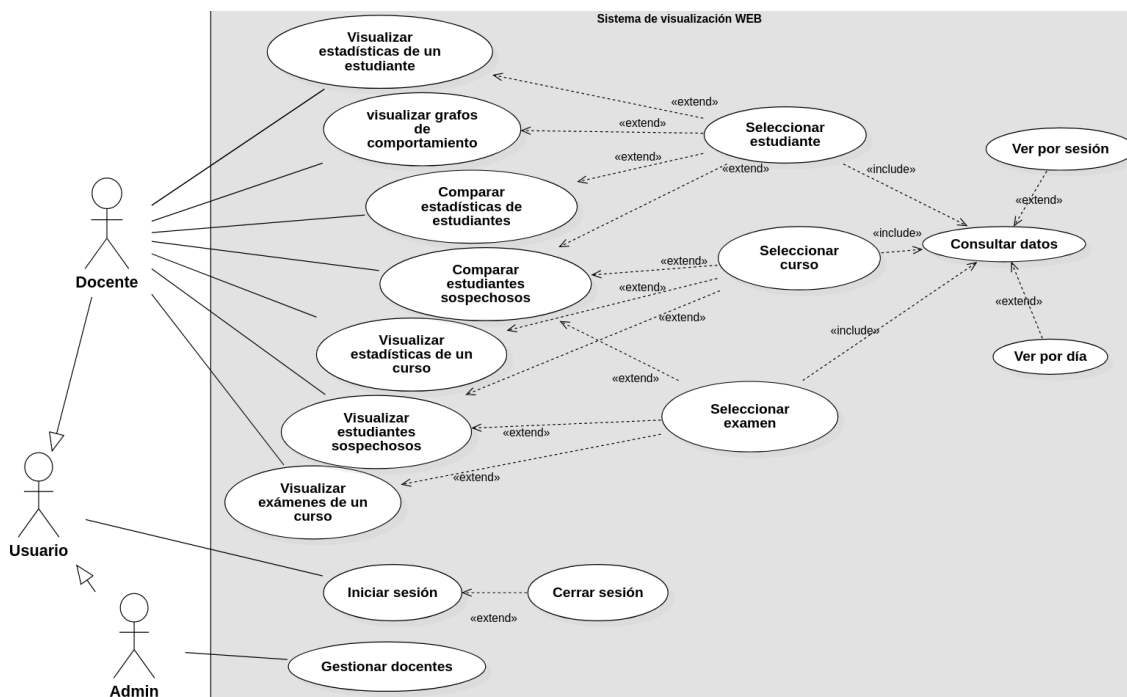 Sistema de visualización WEB
Visualizar
estadísticas de un
estudiante
«extend»
visualizar grafos
de
comportamiento
«extend»
Seleccionar
estudiante
Ver por sesión
«extend»
«extend»
«include»
Comparar
estadísticas de
estudiantes
«extend»
Docente
Comparar
estudiantes
sospechosos
«extend»
«extend»
Seleccionar
curso
«include»
Consultar datos
«extend»
«extend»
Visualizar
estadísticas de un
curso
«include»
Ver por día
«extend»
Visualizar
estudiantes
sospechosos
«extend»
Seleccionar
examen
Visualizar
exámenes de un
curso
«extend»
Usuario
Iniciar sesión
«extend»
Cerrar sesión
Admin
Gestionar docentes